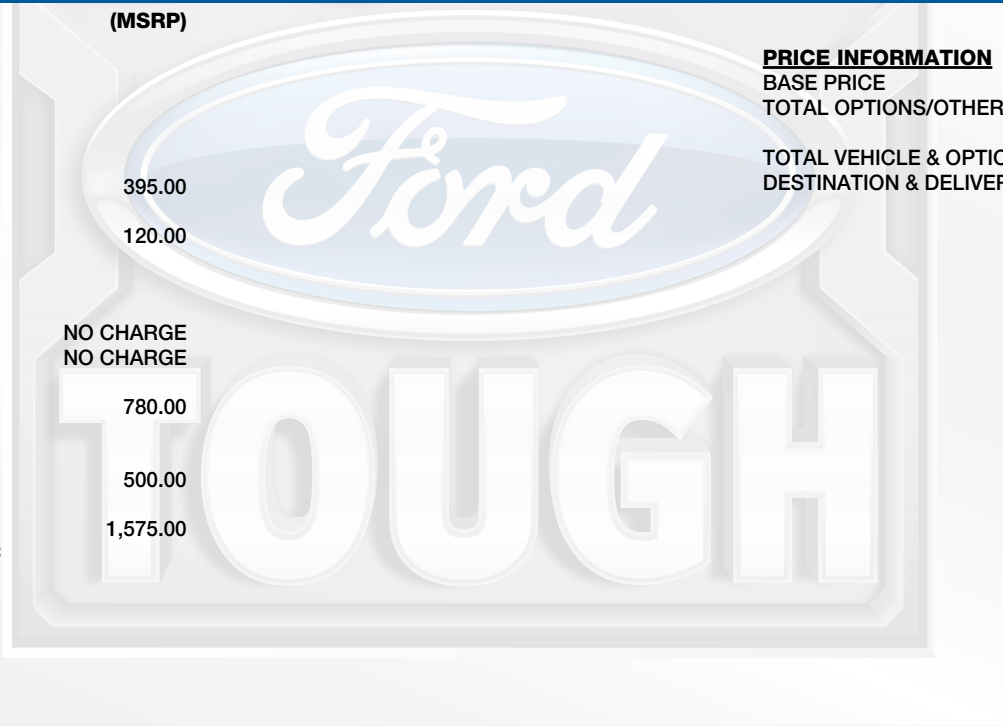 (MSRP)
395.00
120.00
NO CHARGE
NO CHARGE
780.00
500.00
1,575.00
PRICE INFORMATION
BASE PRICE
TOTAL OPTIONS/OTHER
TOTAL VEHICLE & OPTIO
DESTINATION & DELIVER
Ford
TOUGH